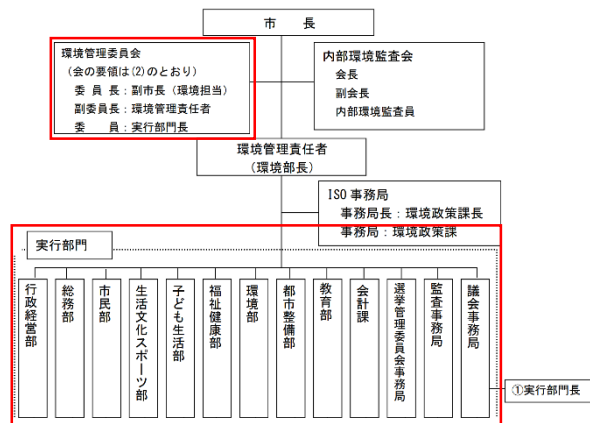 市　　長
環境管理委員会
（会の要領は(2)のとおり）
委 員 長：副市長（環境担当）
副委員長：環境管理責任者
委　　員：実行部門長
内部環境監査会
会長
副会長
内部環境監査員
環境管理責任者
（環境部長）
ISO 事務局
事務局長：環境政策課長
事務局：環境政策課
実行部門
行政経営部
総務部
市民部
生活文化スポーツ部
子ども生活部
福祉健康部
環境部
都市整備部
教育部
会計課
選挙管理委員会事務局
監査事務局
議会事務局
①実行部門長